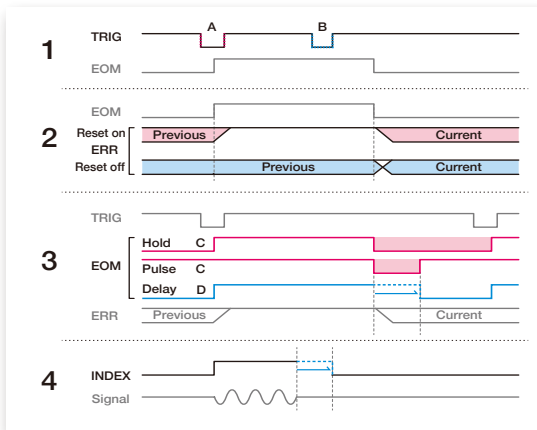 A B
1 TRIG
EOM
EOM
2 Reset on Previous Current
ERR
Reset off Previous Current
TRIG
3 Hold C
EOM
Pulse C
Delay D
ERR Previous Current
4 INDEX
Signal